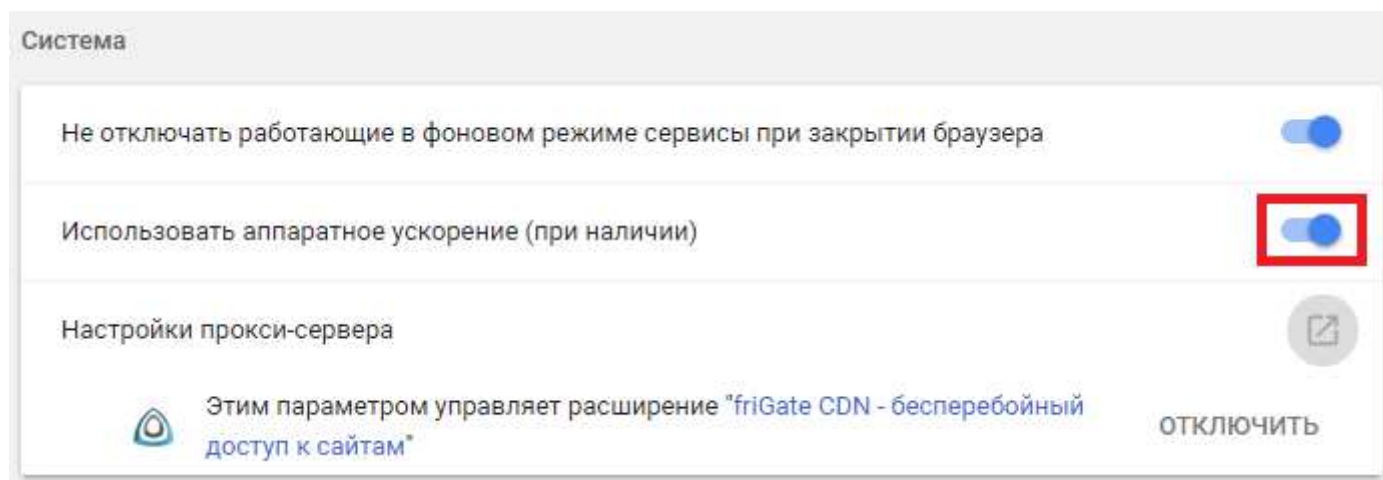 Система
Не отключать работающие в фоновом режиме сервисы при закрытии браузера
Использовать аппаратное ускорение (при наличии)
Настройки прокси-сервера
Этим параметром управляет расширение "friGate CDN - бесперебойный
доступ к сайтам"
ОТКЛЮЧИТЬ